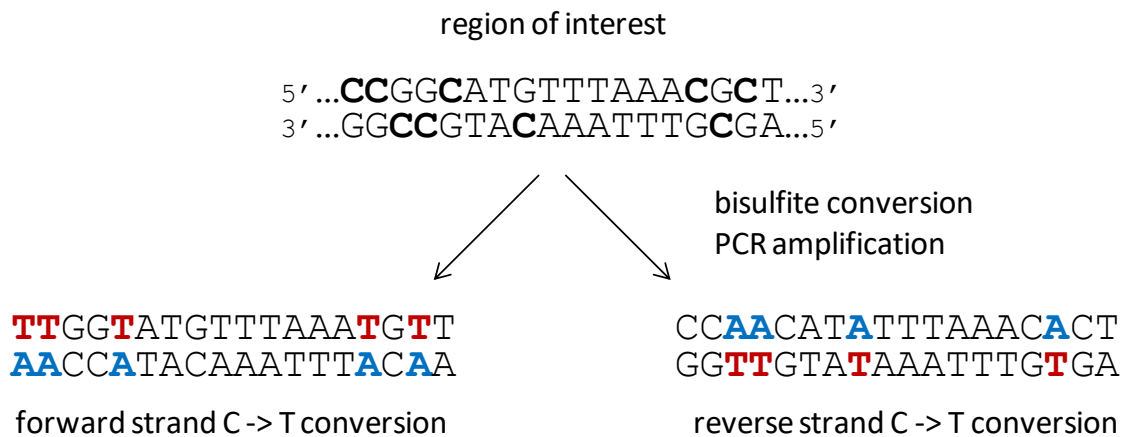 region of interest
5’…CCGGCATGTTTAAACGCT…3’
3’…GGCCGTACAAATTTGCGA…5’
bisulfite conversion
PCR amplification
TTGGTATGTTTAAATGTT
AACCATACAAATTTACAA
forward strand C -> T conversion
CCAACATATTTAAACACT
GGTTGTATAAATTTGTGA
reverse strand C -> T conversion